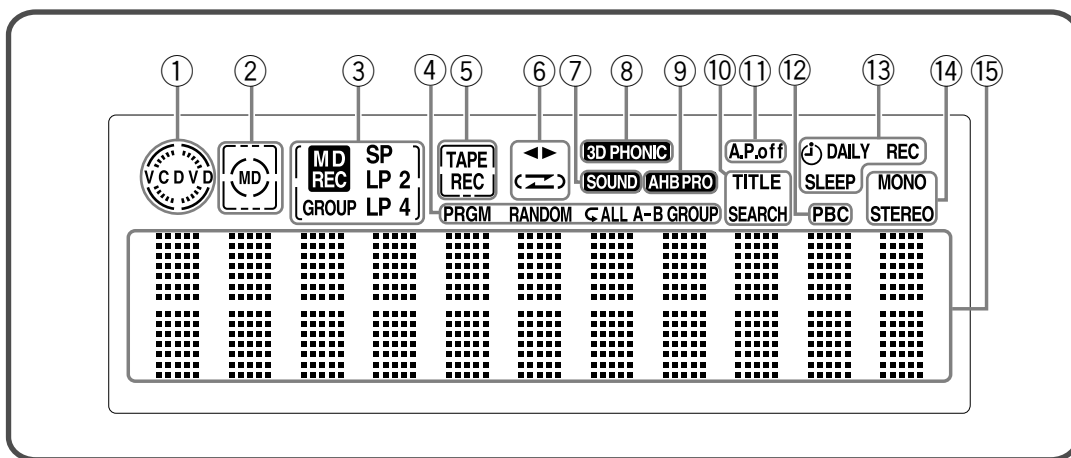 ① ② ③ ④ ⑤ ⑥ ⑦ ⑧ ⑨ ⑩ ⑪ ⑫ ⑬ ⑭ ⑮
VCDVD
MD
MD REC SP
LP 2
GROUP LP 4
TAPE REC
3D PHONIC
SOUND AHB PRO
A.P.off
TITLE
SEARCH
DAILY REC
SLEEP
MONO
STEREO
PRGM RANDOM ALL A-B GROUP
PBC